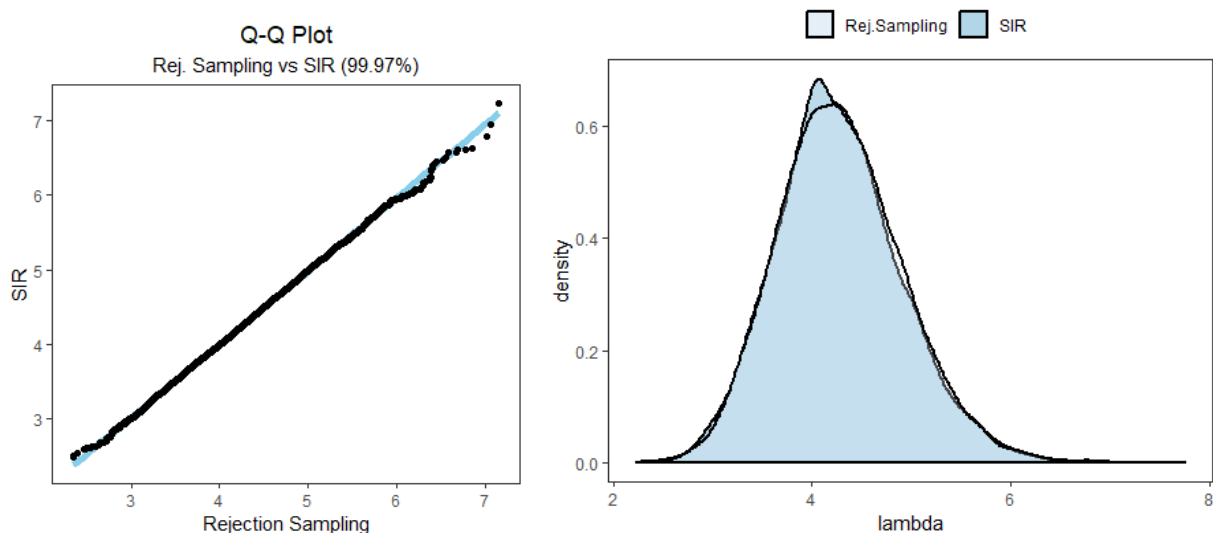 Q-Q Plot
Rej. Sampling vs SIR (99.97%)
7
6
5
4
3
SIR
3 4 5 6 7
Rejection Sampling
Rej.Sampling SIR
0.6
0.4
0.2
0.0
density
2 4 6 8
lambda